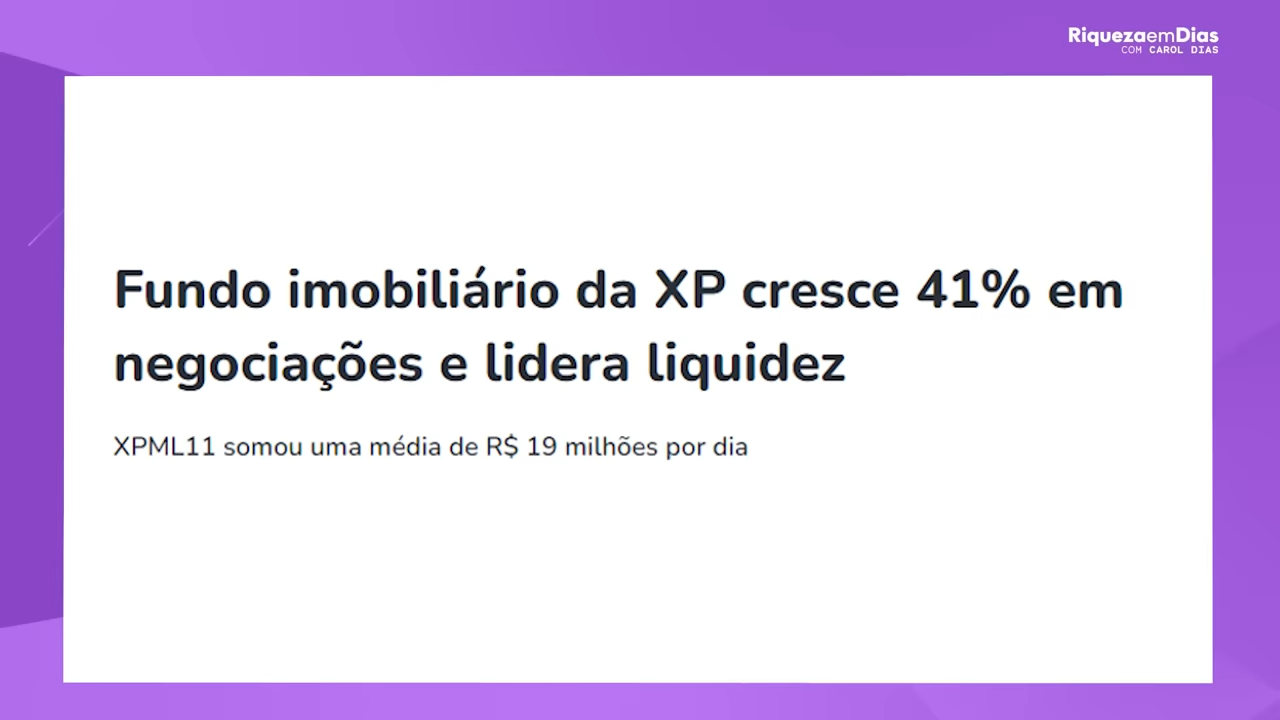 RiquezaemDias
COM CAROL DIAS
Fundo imobiliário da XP cresce 41% em
negociações e lidera liquidez
XPML11 somou uma média de R$ 19 milhões por dia